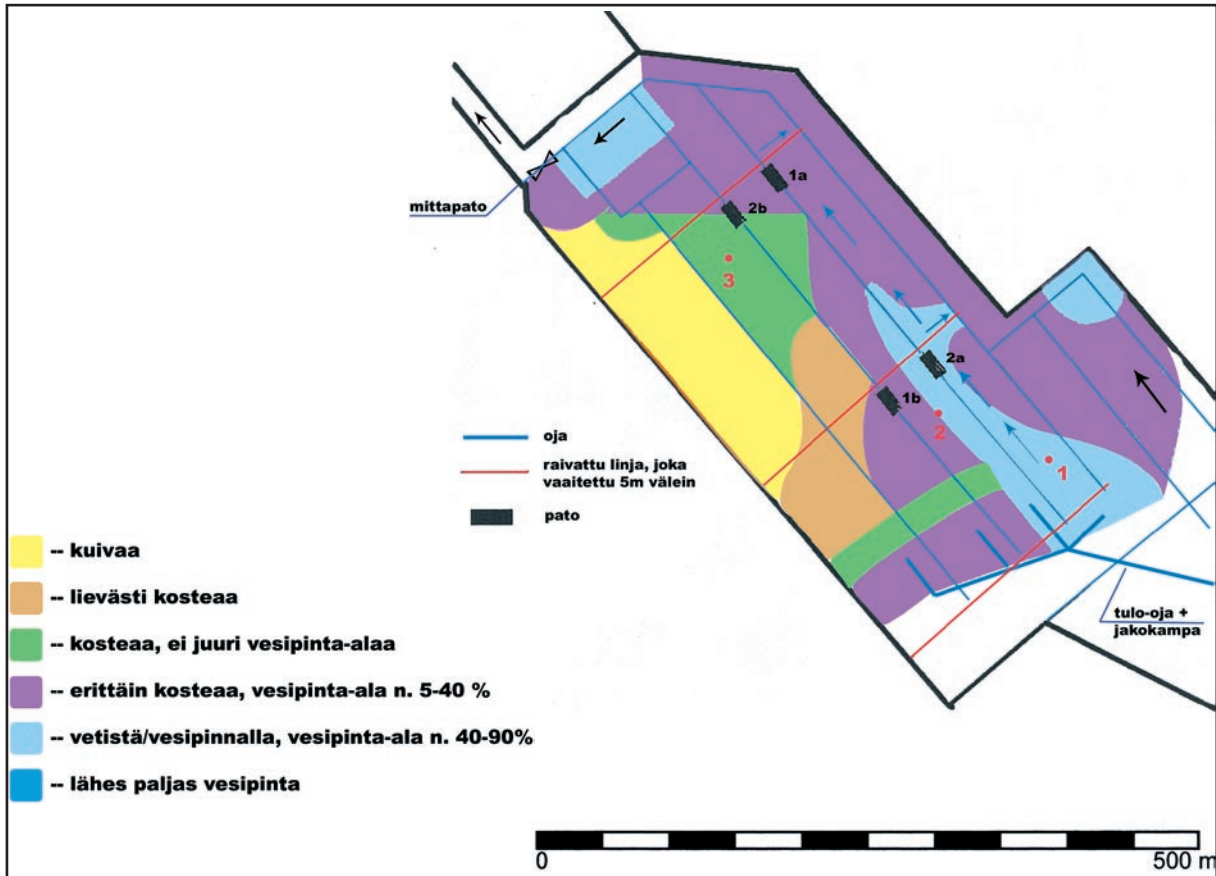 1a
mittapato
2b
3
2a
1b
2
1
oja
raivattu linja, joka
vaaitettu 5m välein
pato
-- kuivaa
-- lievästi kosteaa
-- kosteaa, ei juuri vesipinta-alaa
-- erittäin kosteaa, vesipinta-ala n. 5-40 %
-- vetistä/vesipinnalla, vesipinta-ala n. 40-90%
-- lähes paljas vesipinta
tulo-oja +
jakokampa
0
500 m